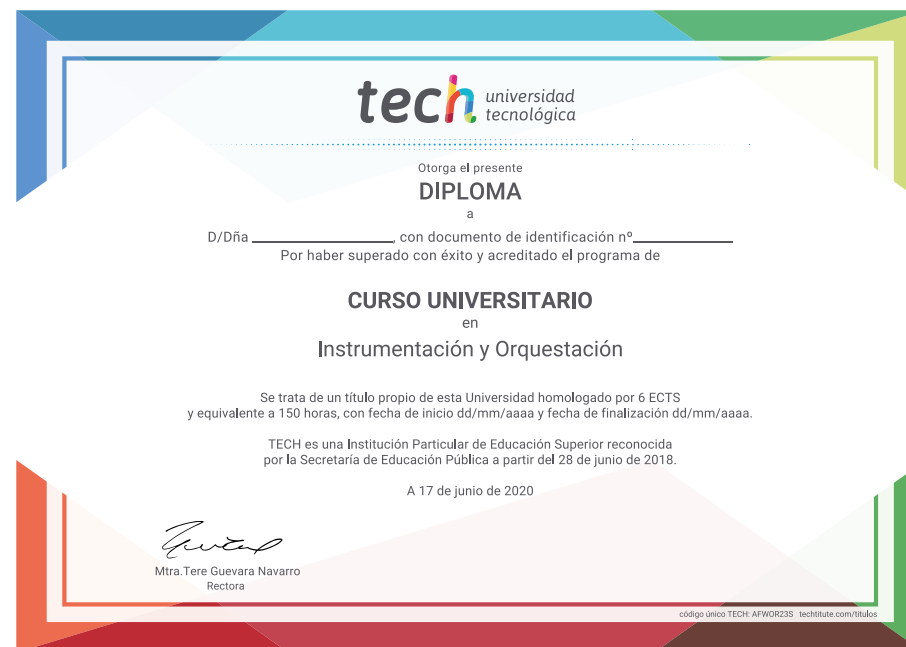 tech universidad
tecnológica
Otorga el presente
DIPLOMA
a
D/Dña ____________________, con documento de identificación nº______________
Por haber superado con éxito y acreditado el programa de
CURSO UNIVERSITARIO
en
Instrumentación y Orquestación
Se trata de un título propio de esta Universidad homologado por 6 ECTS
y equivalente a 150 horas, con fecha de inicio dd/mm/aaaa y fecha de finalización dd/mm/aaaa.
TECH es una Institución Particular de Educación Superior reconocida
por la Secretaría de Educación Pública a partir del 28 de junio de 2018.
A 17 de junio de 2020
Mtra.Tere Guevara Navarro
Rectora
código único TECH: AFWOR23S techtitute.com/titulos